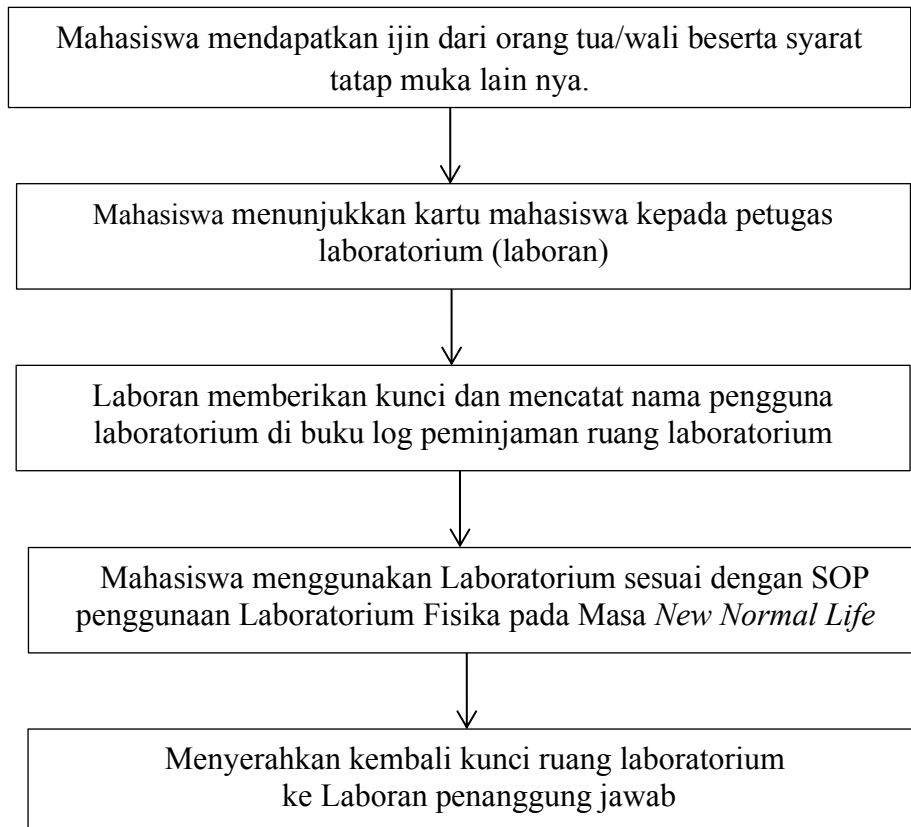 Mahasiswa mendapatkan ijin dari orang tua/wali beserta syarat
tatap muka lain nya.
Mahasiswa menunjukkan kartu mahasiswa kepada petugas
laboratorium (laboran)
Laboran memberikan kunci dan mencatat nama pengguna
laboratorium di buku log peminjaman ruang laboratorium
Mahasiswa menggunakan Laboratorium sesuai dengan SOP
penggunaan Laboratorium Fisika pada Masa New Normal Life
Menyerahkan kembali kunci ruang laboratorium
ke Laboran penanggung jawab